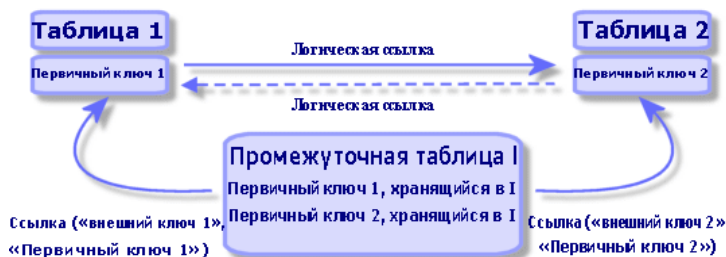 Таблица 1
Таблица 2
Первичный ключ 1
Первичный ключ 2
Логическая ссылка
Логическая ссылка
Промежуточная таблица I
Первичный ключ 1, хранящийся в I
Первичный ключ 2, хранящийся в I
Ссылка («внешний ключ 1»,
«Первичный ключ 1»)
Ссылка («внешний ключ 2»
«Первичный ключ 2»)